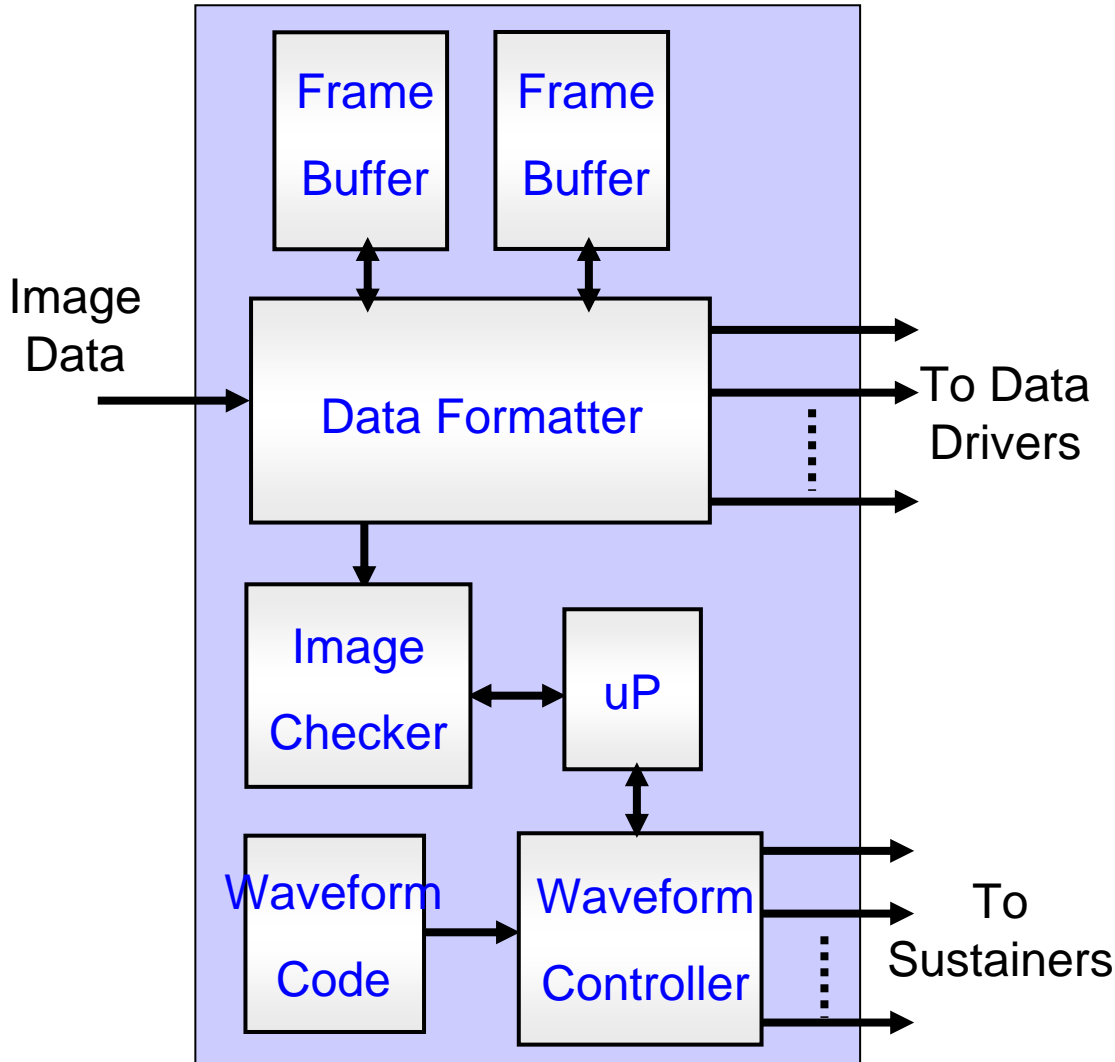 Frame
Buffer
Frame
Buffer
Image
Data
Data Formatter
To Data
Drivers
Image
Checker
uP
Waveform
Code
Waveform
Controller
To
Sustainers